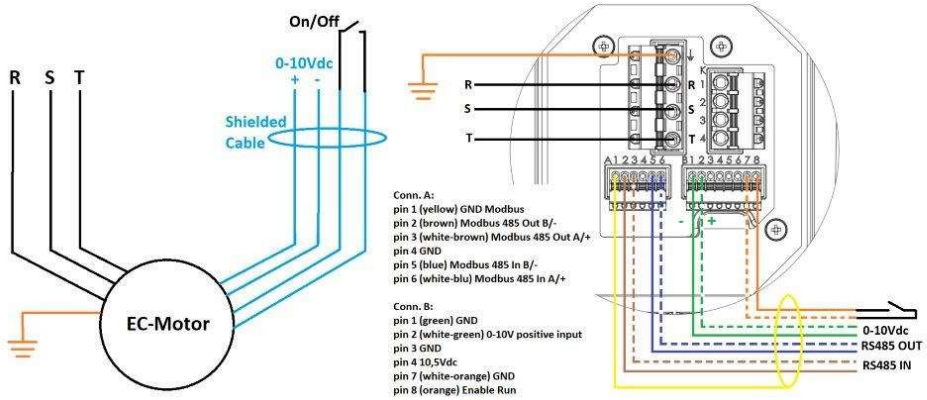 On/Off
R S T
0-10Vdc
+ -
Shielded
Cable
EC-Motor
R
S
T
K
1
2
3
4
R
S
T
A1 2 3 4 5 6
B1 2 3 4 5 6 7 8
- +
Conn. A:
pin 1 (yellow) GND Modbus
pin 2 (brown) Modbus 485 Out B/-
pin 3 (white-brown) Modbus 485 Out A/+
pin 4 GND
pin 5 (blue) Modbus 485 In B/-
pin 6 (white-blu) Modbus 485 In A/+
Conn. B:
pin 1 (green) GND
pin 2 (white-green) 0-10V positive input
pin 3 GND
pin 4 10,5Vdc
pin 7 (white-orange) GND
pin 8 (orange) Enable Run
0-10Vdc
RS485 OUT
RS485 IN